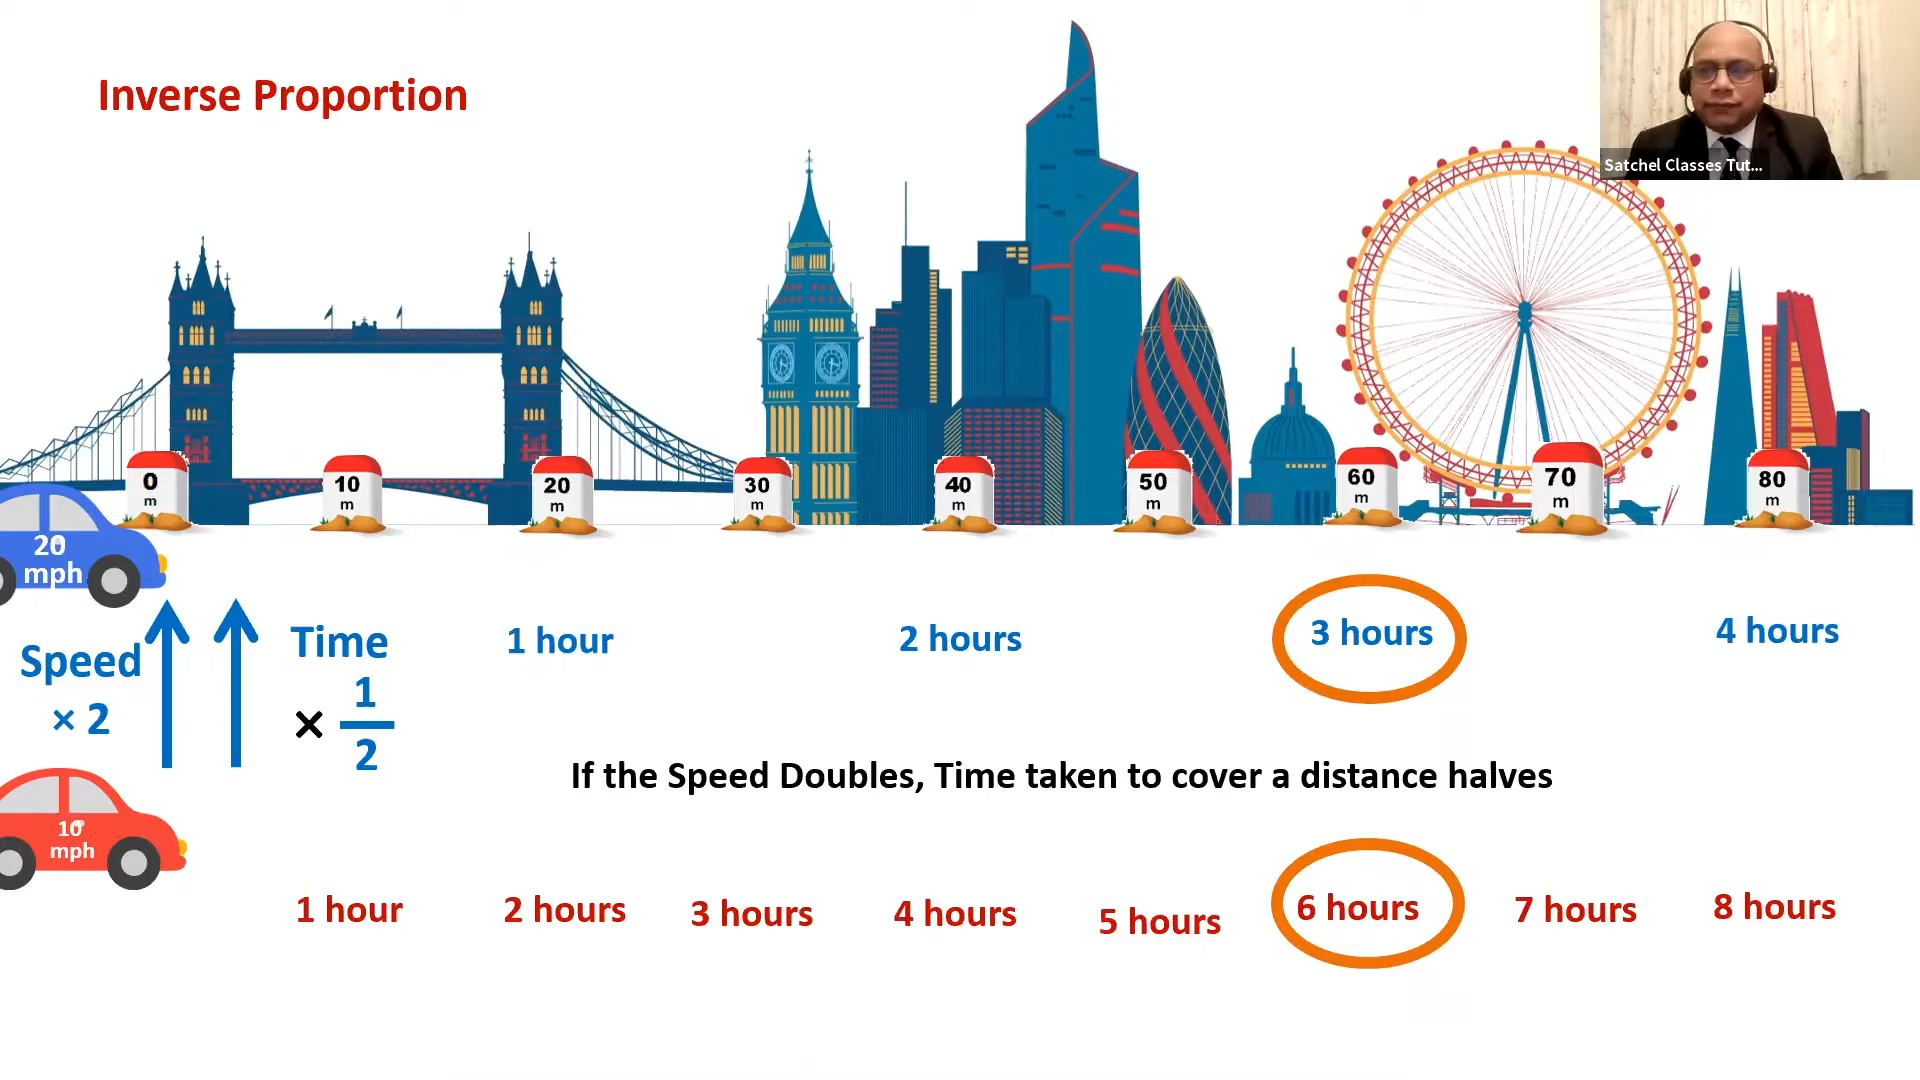 Inverse Proportion
Satchel Classes Tut...
0
m
10
m
20
m
30
m
40
m
50
m
60
m
70
m
80
m
20
mph
Speed
× 2
Time
× 1
2
1 hour
2 hours
3 hours
4 hours
If the Speed Doubles, Time taken to cover a distance halves
10
mph
1 hour
2 hours
3 hours
4 hours
5 hours
6 hours
7 hours
8 hours